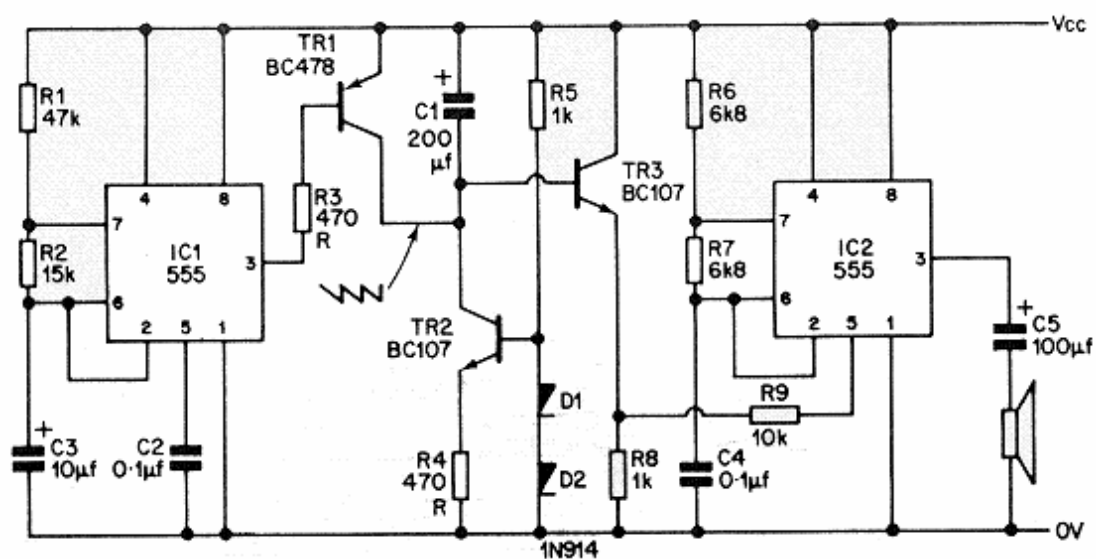 Vcc
TR1
BC478
R1
47k
C1
200
µf
+
R5
1k
R6
6k8
TR3
BC107
4
8
7
IC1
555
3
6
2
5
1
R2
15k
R3
470
R
4
8
7
IC2
555
3
6
2
5
1
R7
6k8
TR2
BC107
D1
+
C5
100µf
R9
10k
+
C3
10µf
C2
0·1µf
R4
470
R
D2
R8
1k
C4
0·1µf
0V
1N914